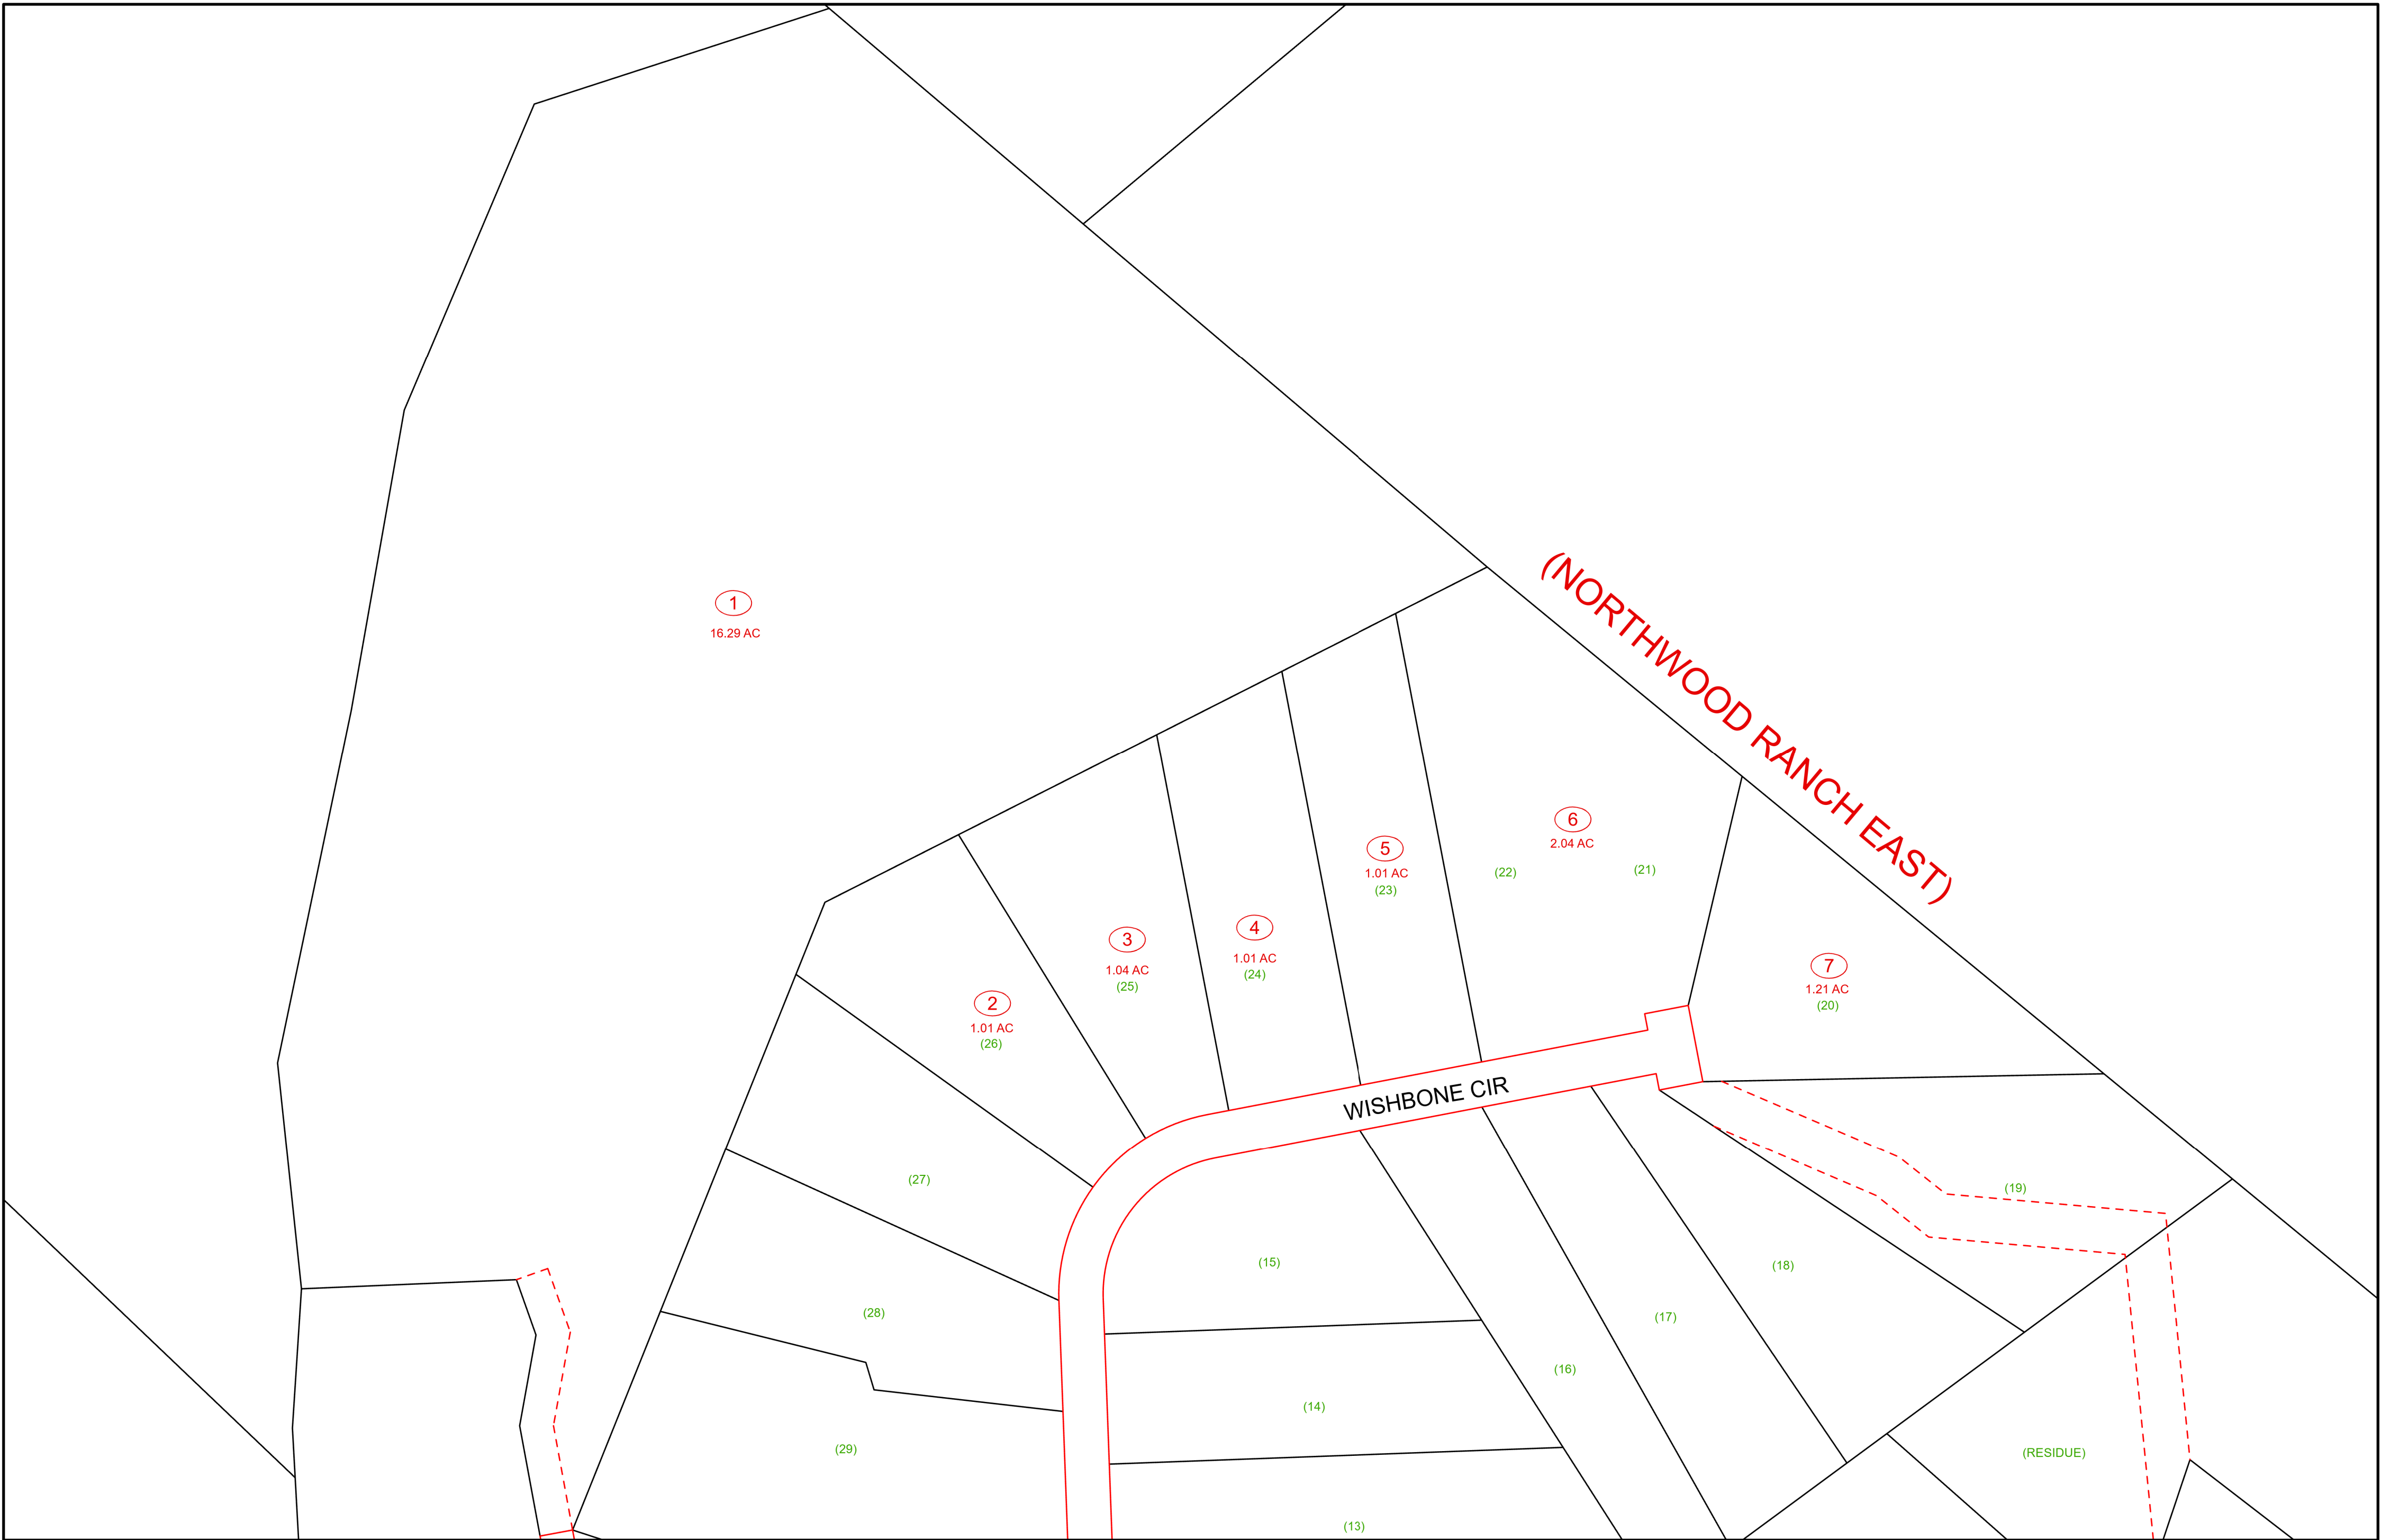 (NORTHWOOD RANCH EAST)
1
16.29 AC
6
2.04 AC
(22)
(21)
5
1.01 AC
(23)
4
1.01 AC
(24)
3
1.04 AC
(25)
7
1.21 AC
(20)
2
1.01 AC
(26)
WISHBONE CIR
(27)
(19)
(15)
(18)
(28)
(17)
(16)
(14)
(29)
(RESIDUE)
(13)